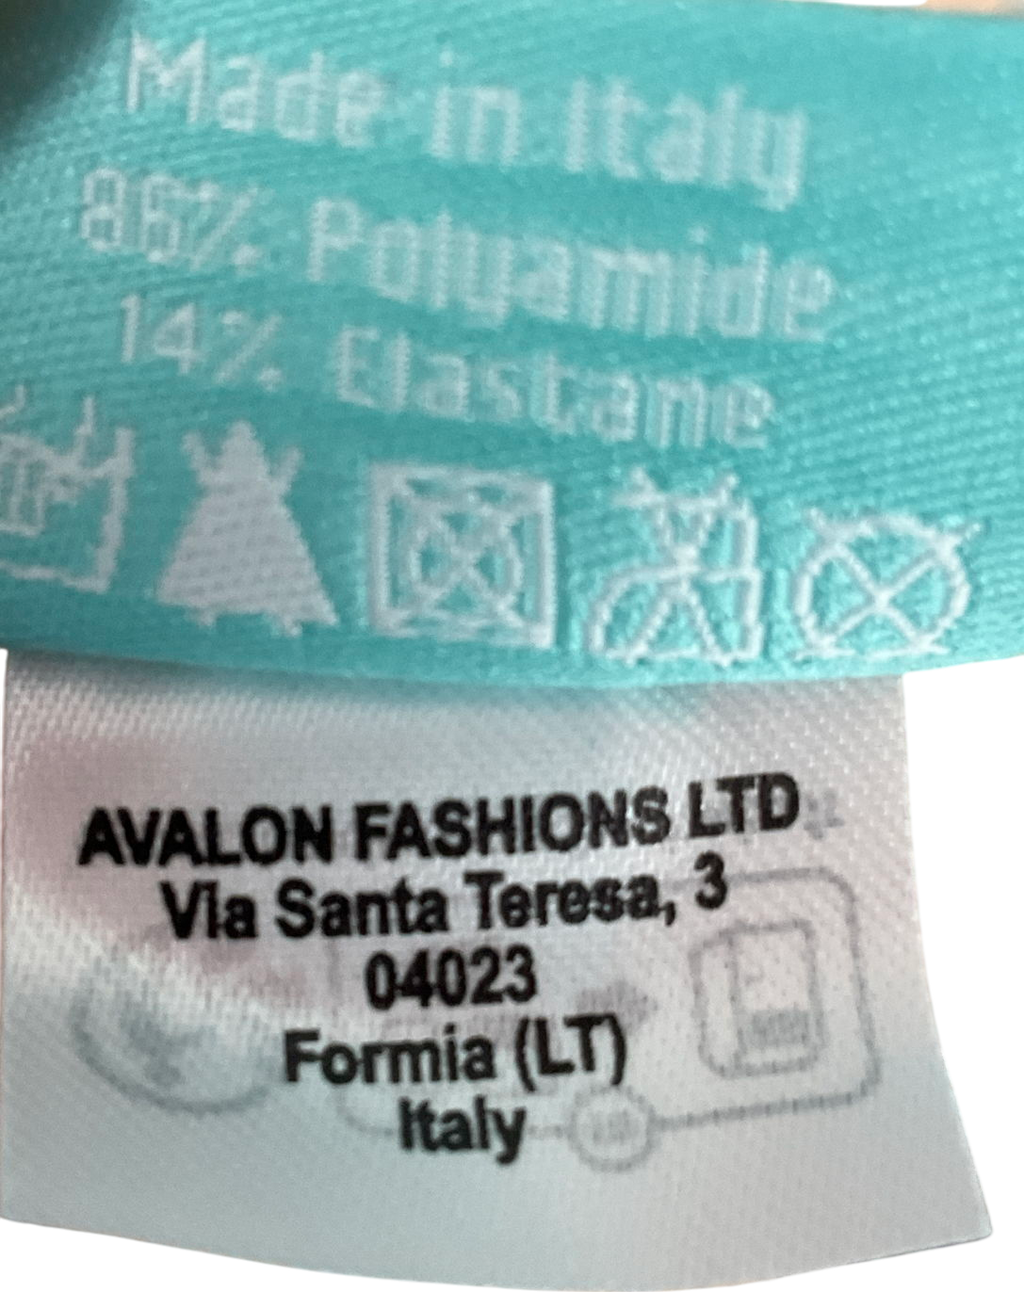 Made in Italy
86% Polyamide
14% Elastane
AVALON FASHIONS LTD
Via Santa Teresa, 3
04023
Formia (LT)
Italy